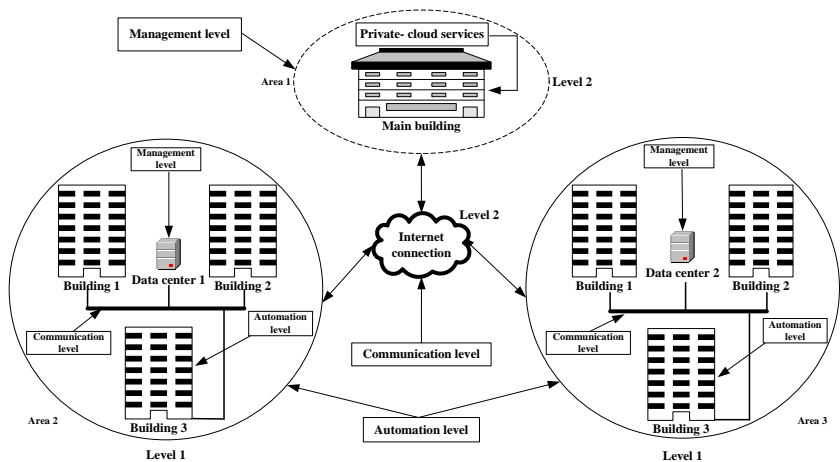 Management level
Private- cloud services
Area 1
Level 2
Main building
Management
level
Building 1
Data center 1
Building 2
Communication
level
Automation
level
Building 3
Area 2
Level 1
Level 2
Internet
connection
Communication level
Automation level
Management
level
Building 1
Data center 2
Building 2
Communication
level
Automation
level
Building 3
Area 3
Level 1